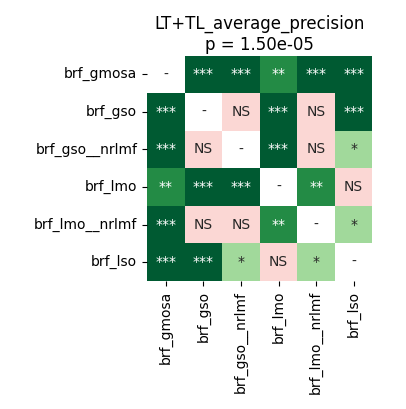 LT+TL_average_precision
p = 1.50e-05
brf_gmosa - *** *** ** *** ***
brf_gso *** - NS *** NS ***
brf_gso__nrlmf *** NS - *** NS *
brf_lmo ** *** *** - ** NS
brf_lmo__nrlmf *** NS NS ** - *
brf_lso *** *** * NS * -
brf_gmosa brf_gso brf_gso__nrlmf brf_lmo brf_lmo__nrlmf brf_lso